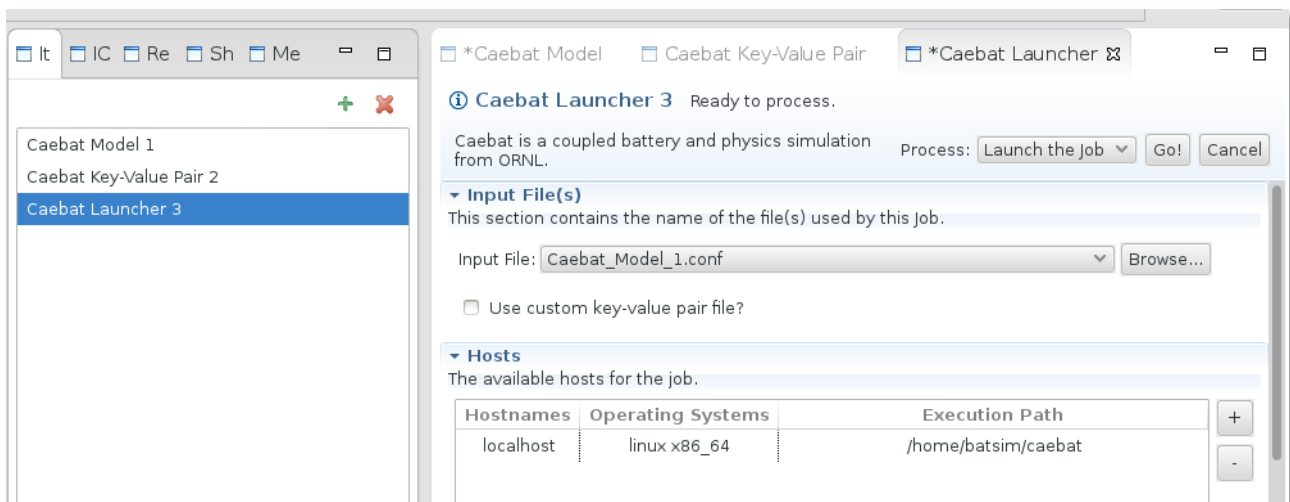 It IC Re Sh Me
Caebat Model 1
Caebat Key-Value Pair 2
Caebat Launcher 3
*Caebat Model Caebat Key-Value Pair *Caebat Launcher
Caebat Launcher 3 Ready to process.
Caebat is a coupled battery and physics simulation
from ORNL.
Process: Launch the Job Go! Cancel
Input File(s)
This section contains the name of the file(s) used by this Job.
Input File: Caebat_Model_1.conf Browse...
Use custom key-value pair file?
Hosts
The available hosts for the job.
Hostnames Operating Systems Execution Path
+
localhost linux x86_64 /home/batsim/caebat
-